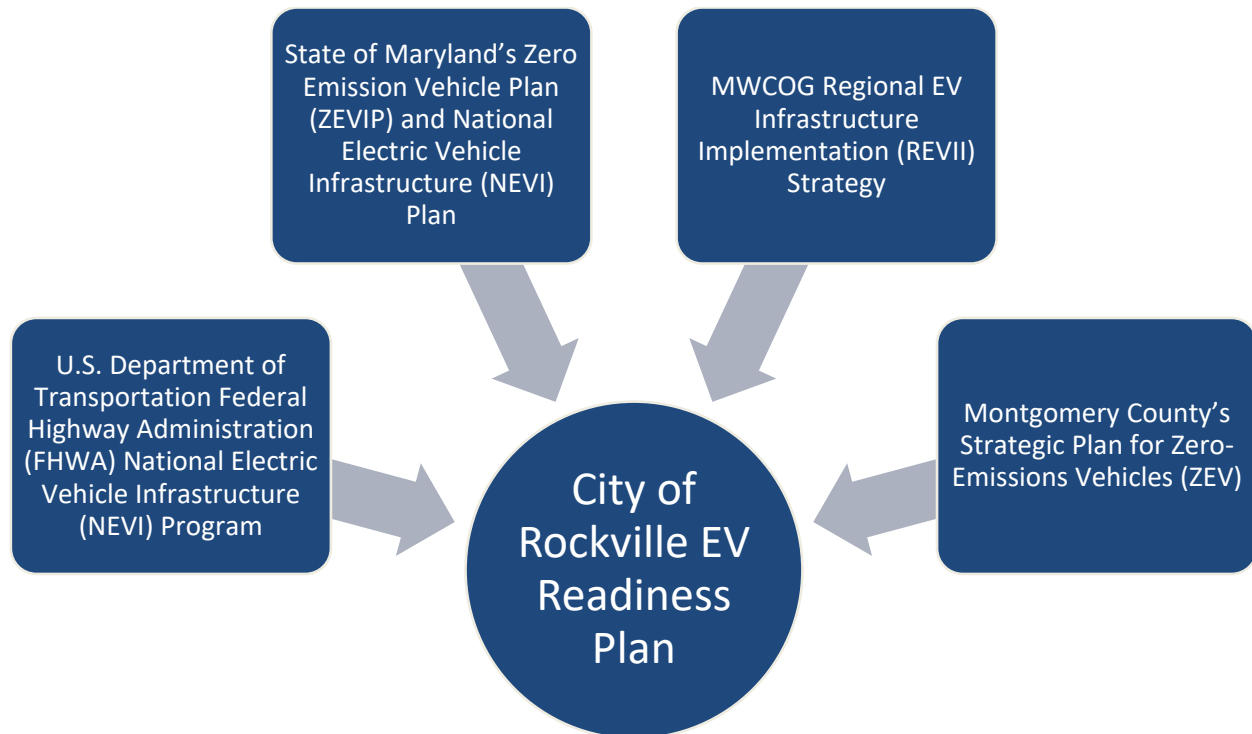 State of Maryland’s Zero
Emission Vehicle Plan
(ZEVIP) and National
Electric Vehicle
Infrastructure (NEVI)
Plan
MWCOG Regional EV
Infrastructure
Implementation (REVII)
Strategy
U.S. Department of
Transportation Federal
Highway Administration
(FHWA) National Electric
Vehicle Infrastructure
(NEVI) Program
Montgomery County’s
Strategic Plan for Zero-
Emissions Vehicles (ZEV)
City of
Rockville EV
Readiness
Plan